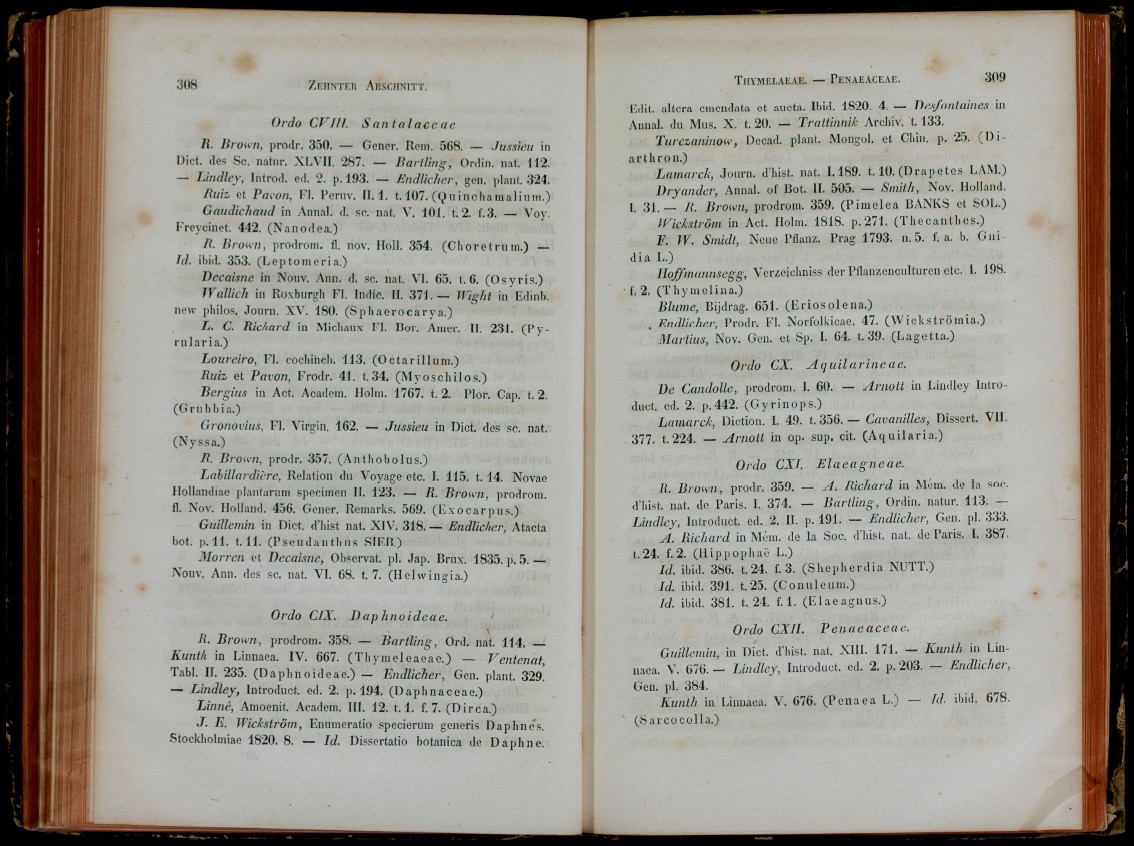 308
ZEHNTER ABSCHNITT.
Ordo CVIII. Santalaceae
R. Brown, prodr. 350. — Gener. Rem. 568. — Jussieu in
Dict. des Sc. natur. XLVII. 287. — Bartling, Ordin. nat. 112.
— Lindley, Introd. ed. 2. p. 193. — Endlicher, gen. plant. 324.
Ruiz et Pavon, Fl. Peruv. II. 1. t. 107. (Quinchamalium.)
Gaudichaud in Annal. d. sc. nat. V. 101. t. 2. f. 3. — Voy.
Freycinet. 442. (Nanodea.)
R. Brown, prodrom. fl. nov. Holl. 354. (Choretrum.) —
Id. ibid. 353. (Leptomeria.)
Decaisne in Nouv. Ann. d. sc. nat. VI. 65. t. 6. (Osyris.)
Wallich in Roxburgh Fl. Indic. II. 371. — Wight in Edinb.
new philos. Journ. XV. 180. (Sphaerocarya.)
L. C. Richard in Michaux Fl. Bor. Amer. II. 231. (Py-
rularia.)
Loureiro, Fl. cochinch. 113. (Octarillum.)
Ruiz et Pavon, Frodr. 41. t. 34. (Myoschilos.)
Bergius in Act. Academ. Holm. 1767. t. 2. Plor. Cap. t. 2.
(Grubbia.)
Gronovius, Fl. Virgin. 162. — Jussieu in Dict. des sc. nat.
(Nyssa.)
R. Brown, prodr. 357. (Anthobolus.)
Labillardière, Relation du Voyage etc. I. 115. t. 14. Novae
Hollandiae plantarum specimen II. 123. — R. Brown, prodrom.
fl. Nov. Holland. 456. Gener. Remarks. 569. (Exocarpus.)
Guillemin in Dict. d'hist nat. XIV. 318. — Endlicher, Atacta
bot. p. 11. t. 11. (Pseudanthus SIEB.)
Morren et Decaisne, Observat. pl. Jap. Brux. 1835. p. 5. —
Nouv. Ann. des sc. nat. VI. 68. t. 7. (Helwingia.)
Ordo CIX. Daphnoideae.
R. Brown, prodrom. 358. — Bartling, Ord. nat. 114. —
Kunth in Linnaea. IV. 667. (Thymeleaeae.) — Ventenat,
Tabl. II. 235. (Daphnoideae.) — Endlicher, Gen. plant. 329.
— Lindley, Introduct. ed. 2. p. 194. (Daphnaceae.)
Linné, Amoenit. Academ. III. 12. t. 1. f. 7. (Dirca.)
J. E. Wickström, Enumeratio specierum generis Daphnes.
Stockholmiae 1820. 8. — Id. Dissertatio botanica de Daphne.
THYMELAEAE. — PENAEACEAE.
309
Edit. altera emendata et aucta. Ibid. 1820. 4. — Desfontaines in
Annal. du Mus. X. t. 20. — Trattinnik Archiv. t. 133.
Turczaninow, Decad. plant. Mongol. et Chin. p. 25. (Di-
arthron.)
Lamarck, Journ. d'hist. nat. I. 189. t. 10. (Drapetes LAM.)
Dryander, Annal. of Bot. II. 505. — Smith, Nov. Holland.
I. 31. — R. Brown, prodrom. 359. (Pimelea BANKS et SOL.)
Wickström in Act. Holm. 1818. p. 271. (Thecanthes.)
F. W. Smidt, Neue Pflanz. Prag 1793. n. 5. f. a. b. Gni-
dia L.)
Hoffmannsegg, Verzeichniss der Pflanzenculturen etc. I. 198.
f. 2. (Thymelina.)
Blume, Bijdrag. 651. (Eriosolena.)
Endlicher, Prodr. Fl. Norfolkicae. 47. (Wickströmia.)
Martius, Nov. Gen. et Sp. I. 64. t. 39. (Lagetta.)
Ordo CX. Aquilarineae.
De Candolle, prodrom. I. 60. — Arnott in Lindley Intro-
duct. ed. 2. p. 442. (Gyrinops.)
Lamarck, Diction. I. 49. t. 356. — Cavanilles, Dissert. VII.
377. t. 224. — Arnott in op. sup. cit. (Aquilaria.)
Ordo CXI. Elaeagneae.
R. Brown, prodr. 359. — A. Richard in Mém. de la soc.
d'hist. nat. de Paris. I. 374. — Bartling, Ordin. natur. 113. —
Lindley, Introduct. ed. 2. II. p. 191. — Endlicher, Gen. pl. 333.
A. Richard in Mém. de la Soc. d'hist. nat. de Paris. I. 387.
t. 24. f. 2. (Hippophaë L.)
Id. ibid. 386. t. 24. f. 3. (Shepherdia NUTT.)
Id. ibid. 391. t. 25. (Conuleum.)
Id. ibid. 381. t. 24. f. 1. (Elaeagnus.)
Ordo CXII. Penaeaceae.
Guillemin, in Dict. d'hist. nat. XIII. 171. — Kunth in Lin-
naea. V. 676. — Lindley, Introduct. ed. 2. p. 203. — Endlicher,
Gen. pl. 384.
Kunth in Linnaea. V. 676. (Penaea L.) — Id. ibid. 678.
(Sarcocolla.)